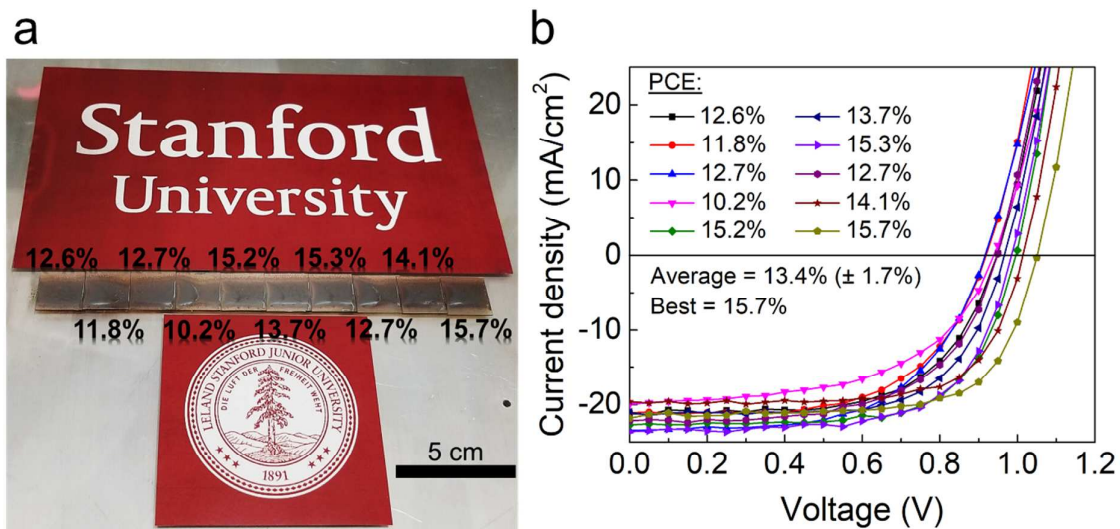 a
Stanford
University
12.6% 12.7% 15.2% 15.3% 14.1%
11.8% 10.2% 13.7% 12.7% 15.7%
LELAND STANFORD JUNIOR UNIVERSITY
DIE LUFT DER FREIHEIT WEHT
1891
5 cm
b
Current density (mA/cm²)
20
10
0
-10
-20
PCE:
12.6% 13.7%
11.8% 15.3%
12.7% 12.7%
10.2% 14.1%
15.2% 15.7%
Average = 13.4% (± 1.7%)
Best = 15.7%
0.0 0.2 0.4 0.6 0.8 1.0 1.2
Voltage (V)